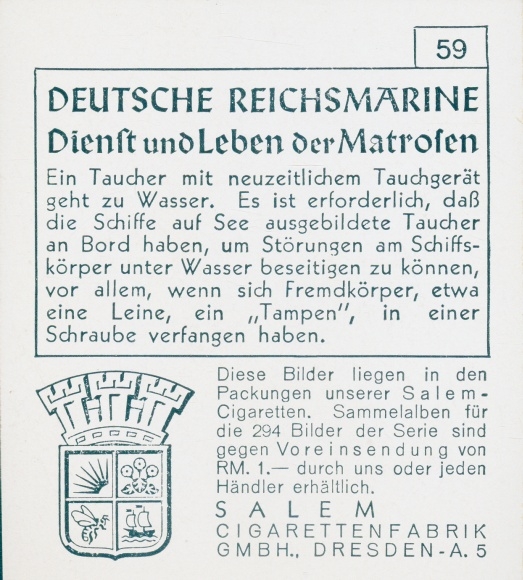 59
DEUTSCHE REICHSMARINE
Dienst und Leben der Matrosen
Ein Taucher mit neuzeitlichem Tauchgerät
geht zu Wasser. Es ist erforderlich, daß
die Schiffe auf See ausgebildete Taucher
an Bord haben, um Störungen am Schiffs-
körper unter Wasser beseitigen zu können,
vor allem, wenn sich Fremdkörper, etwa
eine Leine, ein „Tampen", in einer
Schraube verfangen haben.
Diese Bilder liegen in den
Packungen unserer Salem-
Cigaretten. Sammelalben für
die 294 Bilder der Serie sind
gegen Voreinsendung von
RM. 1.— durch uns oder jeden
Händler erhältlich.
SALEM
CIGARETTENFABRIK
GMBH., DRESDEN-A. 5